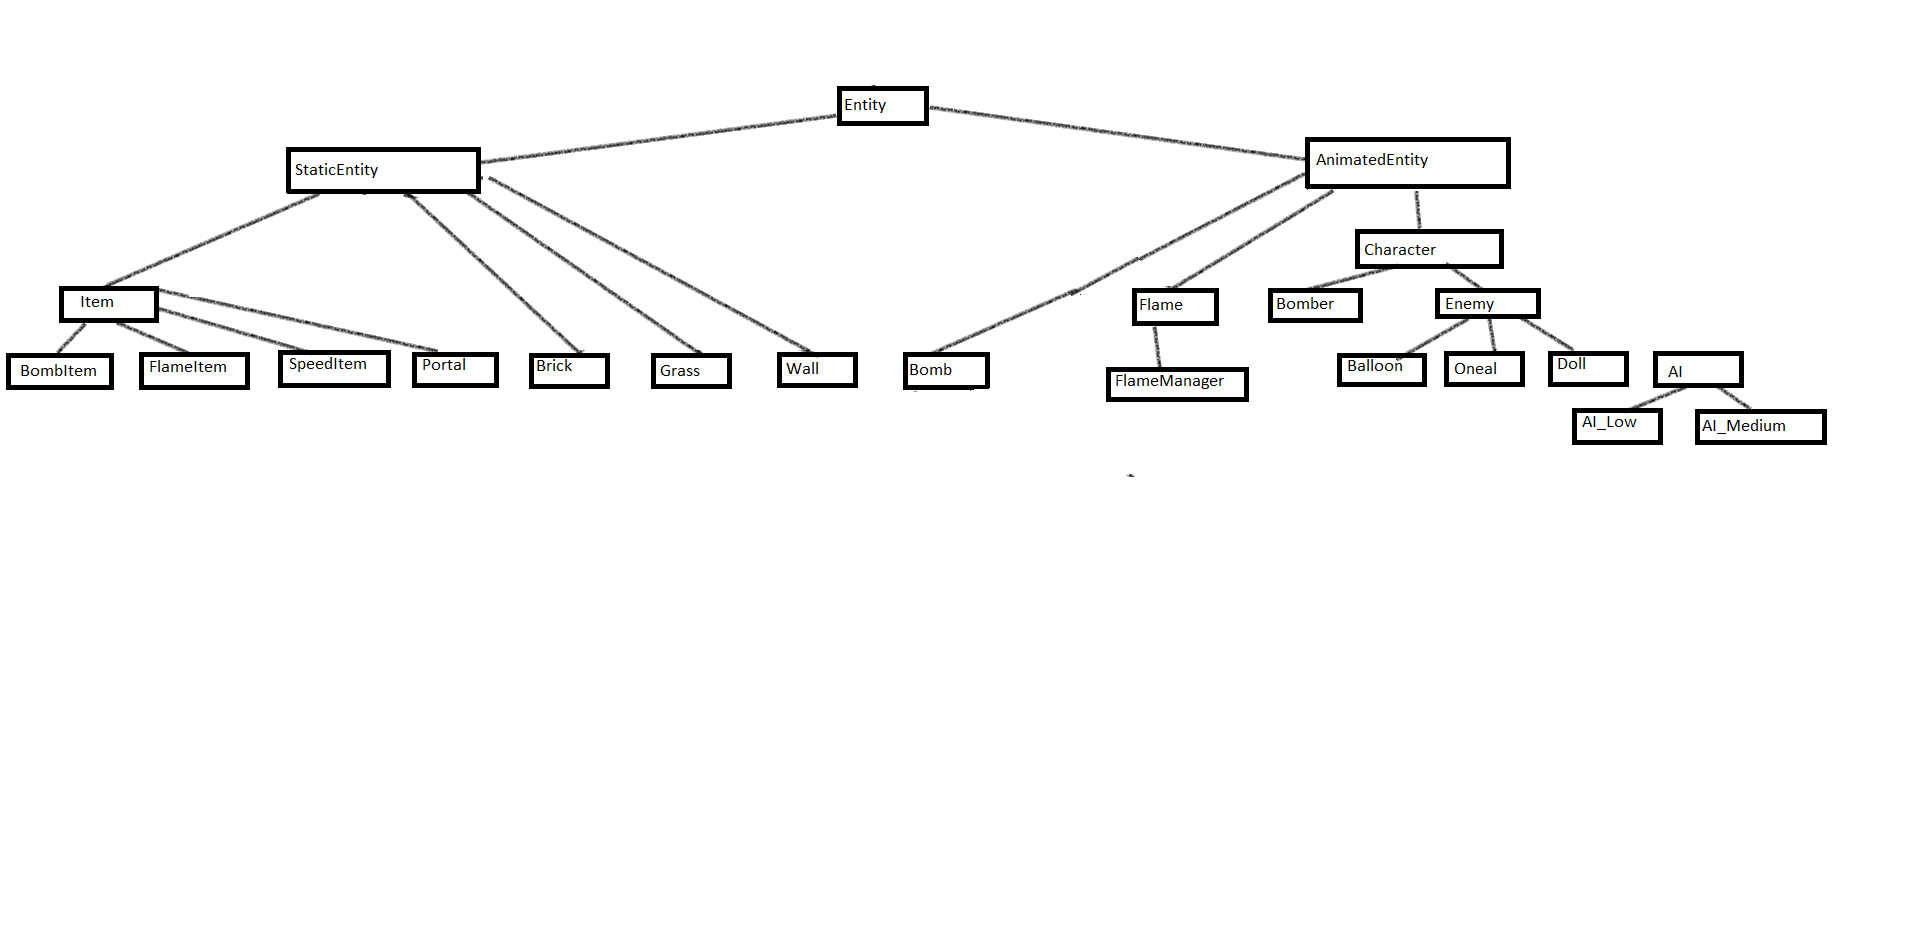 Entity
StaticEntity
AnimatedEntity
Character
Item
Flame
Bomber
Enemy
BombItem
FlameItem
SpeedItem
Portal
Brick
Grass
Wall
Bomb
FlameManager
Balloon
Oneal
Doll
AI
AI_Low
AI_Medium